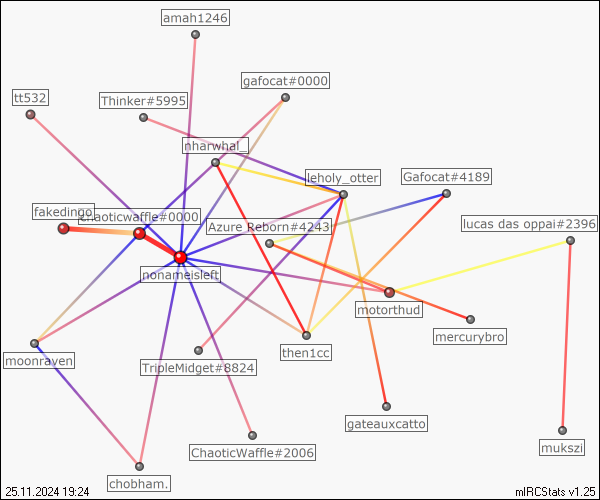 amah1246
gafocat#0000
tt532
Thinker#5995
nharwhal_
leholy_otter
Gafocat#4189
fakedingo
chaoticwaffle#0000
Azure_Reborn#4243
lucas das oppai#2396
nonameisleft
motorthud
mercurybro
moonraven
TripleMidget#8824
then1cc
gateauxcatto
ChaoticWaffle#2006
mukszi
chobham.
25.11.2024 19:24
mIRCStats v1.25